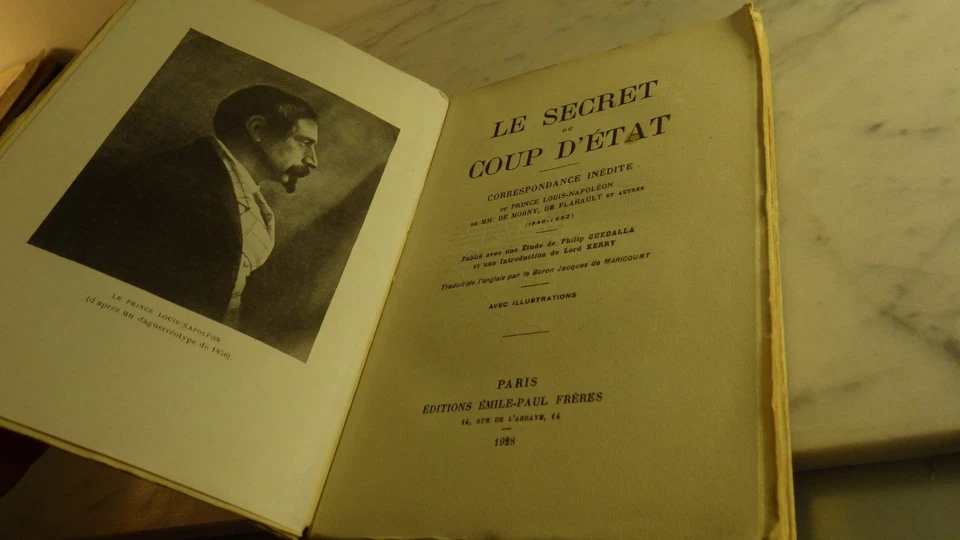 LE PRINCE LOUIS-NAPOLÉON
(d'après un daguerréotype de 1850).
LE SECRET
DU
COUP D'ÉTAT
CORRESPONDANCE INÉDITE
DU PRINCE LOUIS-NAPOLÉON
DE MM. DE MORNY, DE FLAHAULT ET AUTRES
(1848-1852)
Publié avec une Étude de Philip GUEDALLA
et une Introduction de Lord KERRY
Traduit de l'anglais par le Baron Jacques de MARICOURT
AVEC ILLUSTRATIONS
PARIS
ÉDITIONS ÉMILE-PAUL FRÈRES
14, RUE DE L'ABBAYE, 14
1928